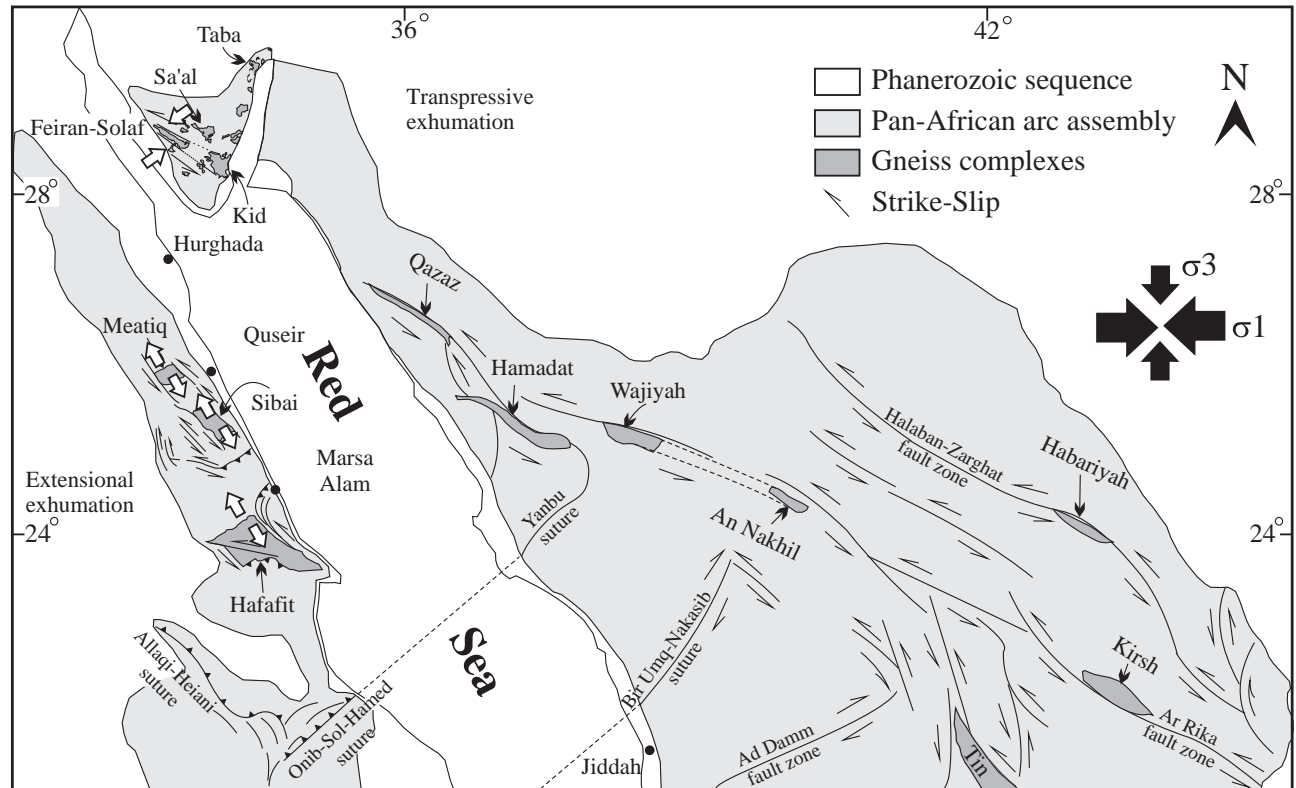 36°
42°
Taba
Sa'al
Feiran-Solaf
Kid
Transpressive
exhumation
Phanerozoic sequence
Pan-African arc assembly
Gneiss complexes
Strike-Slip
N
28°
28°
Hurghada
Qazaz
σ3
σ1
Meatiq
Quseir
Red
Hamadat
Wajiyah
Sibai
Halaban-Zarghat
fault zone
Habariyah
Marsa
Alam
Extensional
exhumation
Yanbu
suture
An Nakhil
24°
24°
Hafafit
Sea
Bir Umq-Nakasib
suture
Allaqi-Heiani
suture
Kirsh
Onib-Sol-Hamed
suture
Ad Damm
fault zone
Ar Rika
fault zone
Tin
Jiddah